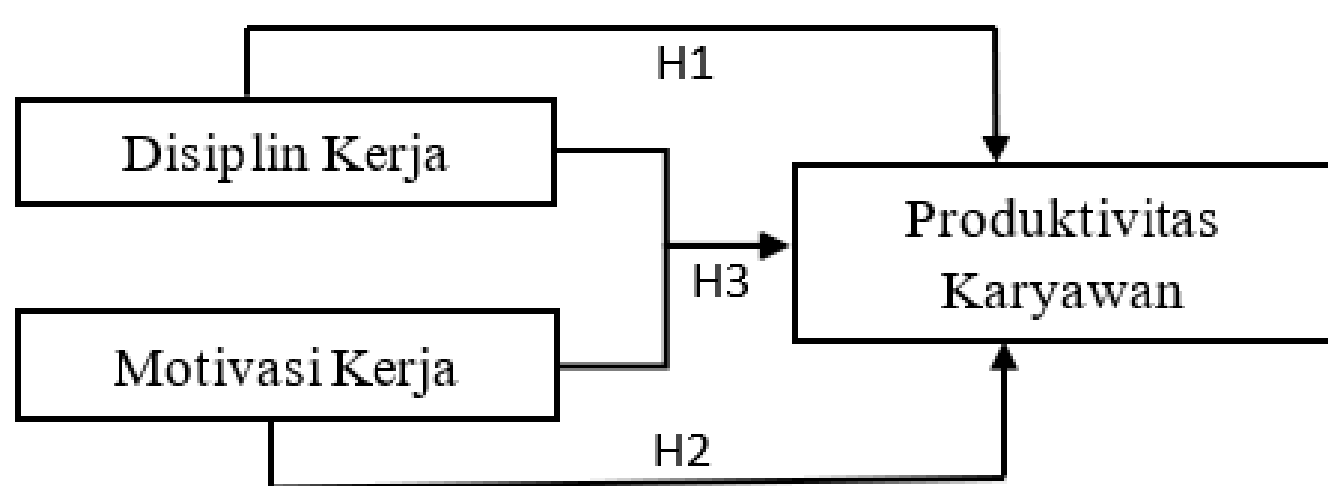 H1
Disiplin Kerja
Produktivitas
Karyawan
H3
Motivasi Kerja
H2